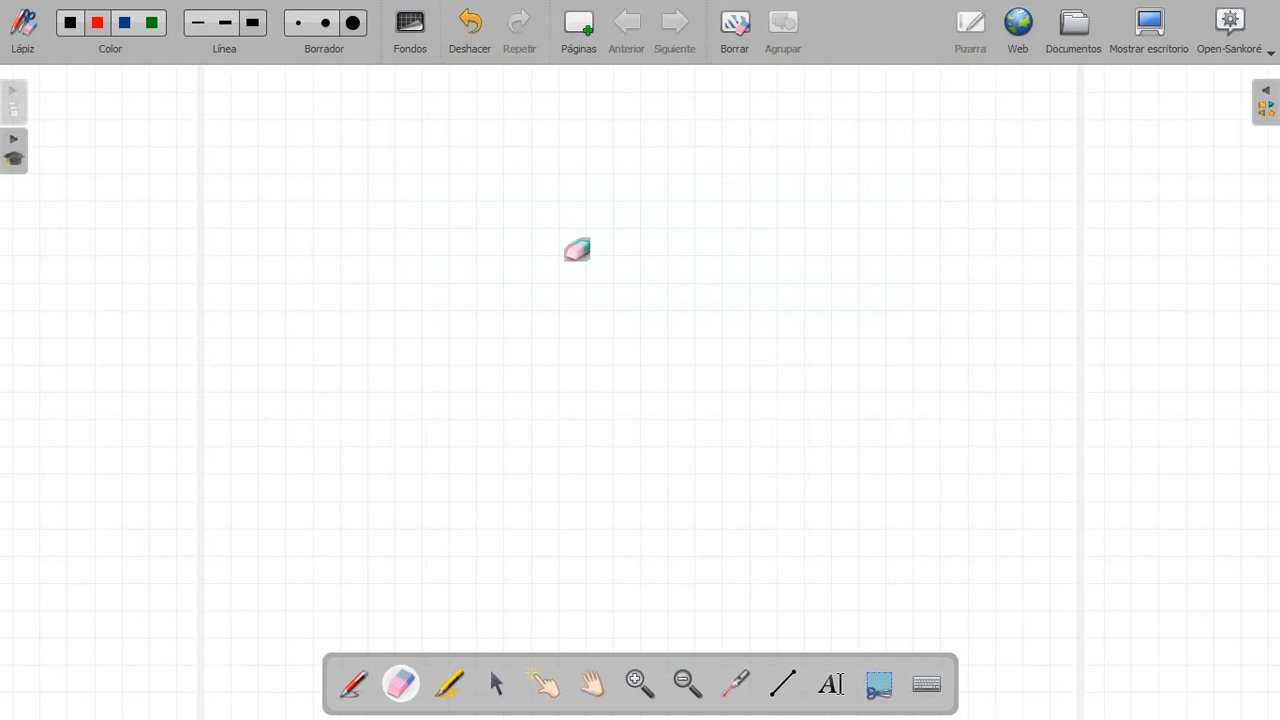 Lápiz Color Línea Borrador Fondos Deshacer Repetir Páginas Anterior Siguiente Borrar Agrupar Pizarra Web Documentos Mostrar escritorio Open-Sankoré
A